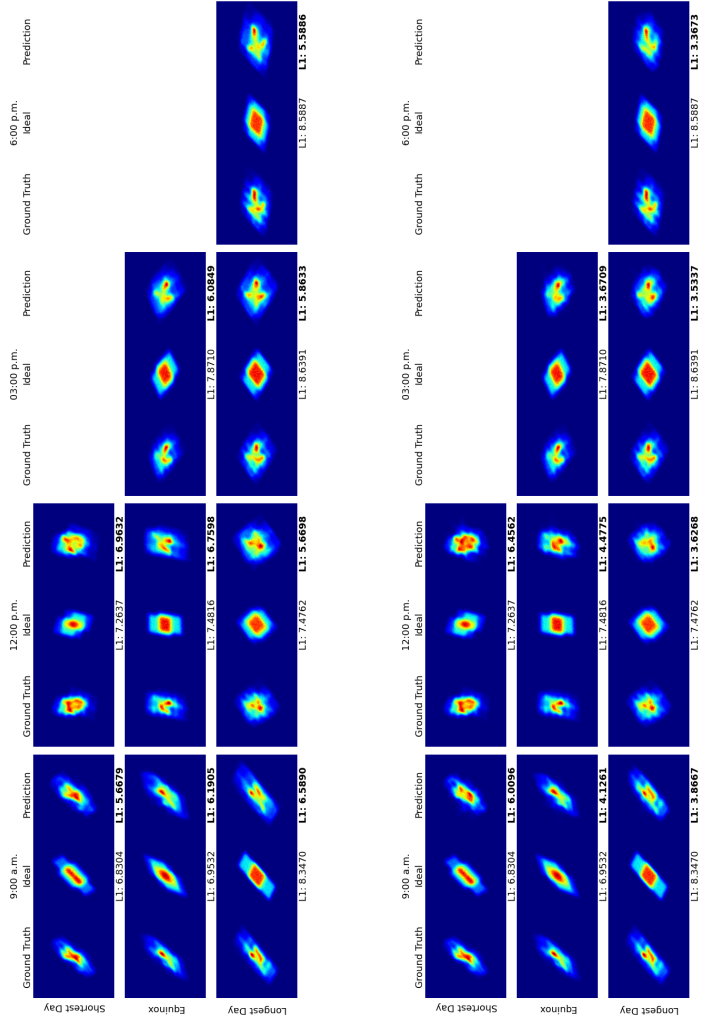 9:00 a.m. 12:00 p.m. 03:00 p.m. 6:00 p.m.
Ground Truth Ideal Prediction Ground Truth Ideal Prediction Ground Truth Ideal Prediction Ground Truth Ideal Prediction
Shortest Day
L1: 6.8304 L1: 5.6679 L1: 7.2637 L1: 6.9632
Equinox
L1: 6.9532 L1: 6.1905 L1: 7.4816 L1: 6.7598 L1: 7.8710 L1: 6.0849
Longest Day
L1: 8.3470 L1: 6.5890 L1: 7.4762 L1: 5.6698 L1: 8.6391 L1: 5.8633 L1: 8.5887 L1: 5.5886
9:00 a.m. 12:00 p.m. 03:00 p.m. 6:00 p.m.
Ground Truth Ideal Prediction Ground Truth Ideal Prediction Ground Truth Ideal Prediction Ground Truth Ideal Prediction
Shortest Day
L1: 6.8304 L1: 6.0096 L1: 7.2637 L1: 6.4562
Equinox
L1: 6.9532 L1: 4.1261 L1: 7.4816 L1: 4.4775 L1: 7.8710 L1: 3.6709
Longest Day
L1: 8.3470 L1: 3.8667 L1: 7.4762 L1: 3.6268 L1: 8.6391 L1: 3.5337 L1: 8.5887 L1: 3.3673